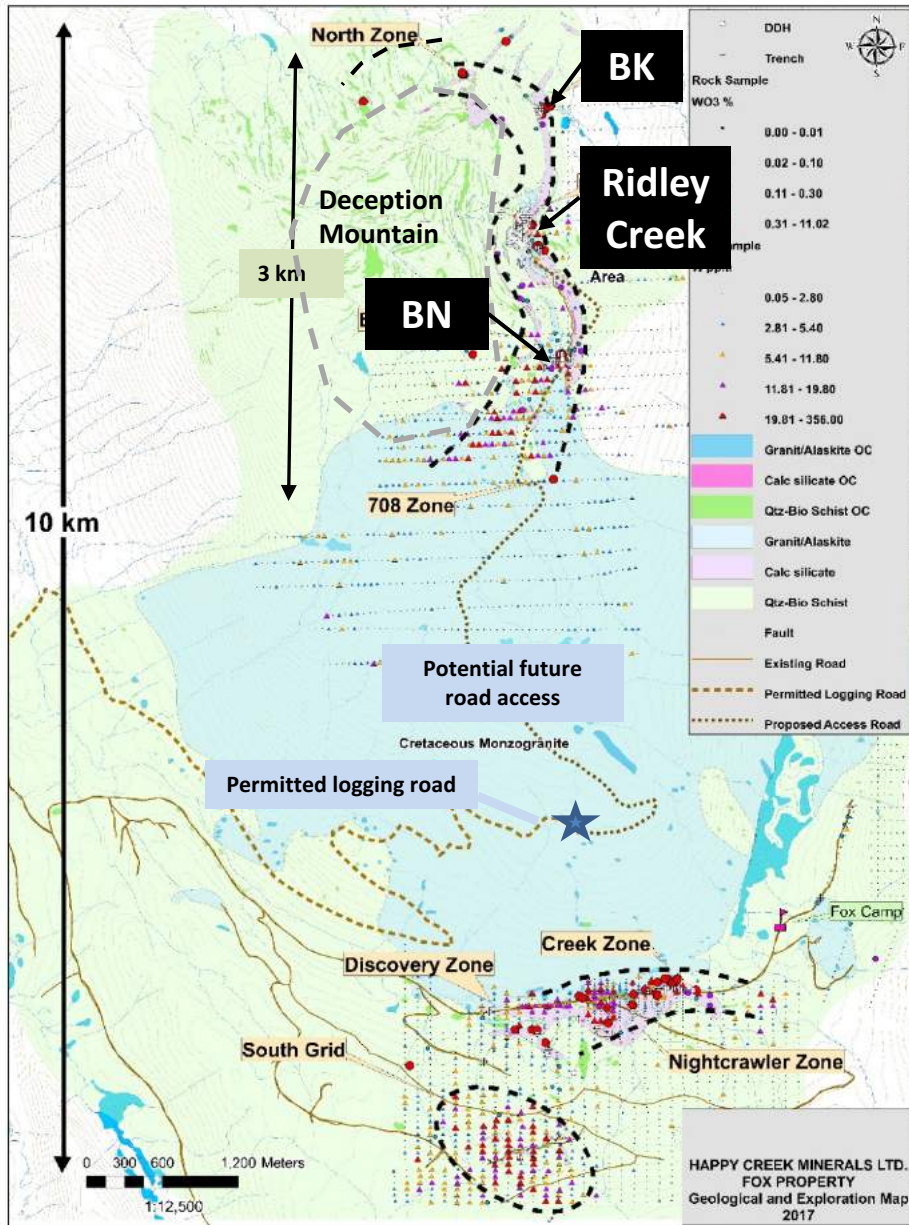 North Zone
BK
Ridley
Creek
Area
Deception
Mountain
3 km
BN
708 Zone
10 km
Potential future
road access
Cretaceous Monzogranite
Permitted logging road
Fox Camp
Creek Zone
Discovery Zone
South Grid
Nightcrawler Zone
0 300 600 1,200 Meters
1:12,500
N
W
E
S
DDH
Trench
Rock Sample
WO3 %
0.00 - 0.01
0.02 - 0.10
0.11 - 0.30
0.31 - 11.02
0.05 - 2.80
2.81 - 5.40
5.41 - 11.80
11.81 - 19.80
19.81 - 356.00
Granit/Alaskite OC
Calc silicate OC
Qtz-Bio Schist OC
Granit/Alaskite
Calc silicate
Qtz-Bio Schist
Fault
Existing Road
Permitted Logging Road
Proposed Access Road
HAPPY CREEK MINERALS LTD.
FOX PROPERTY
Geological and Exploration Map
2017